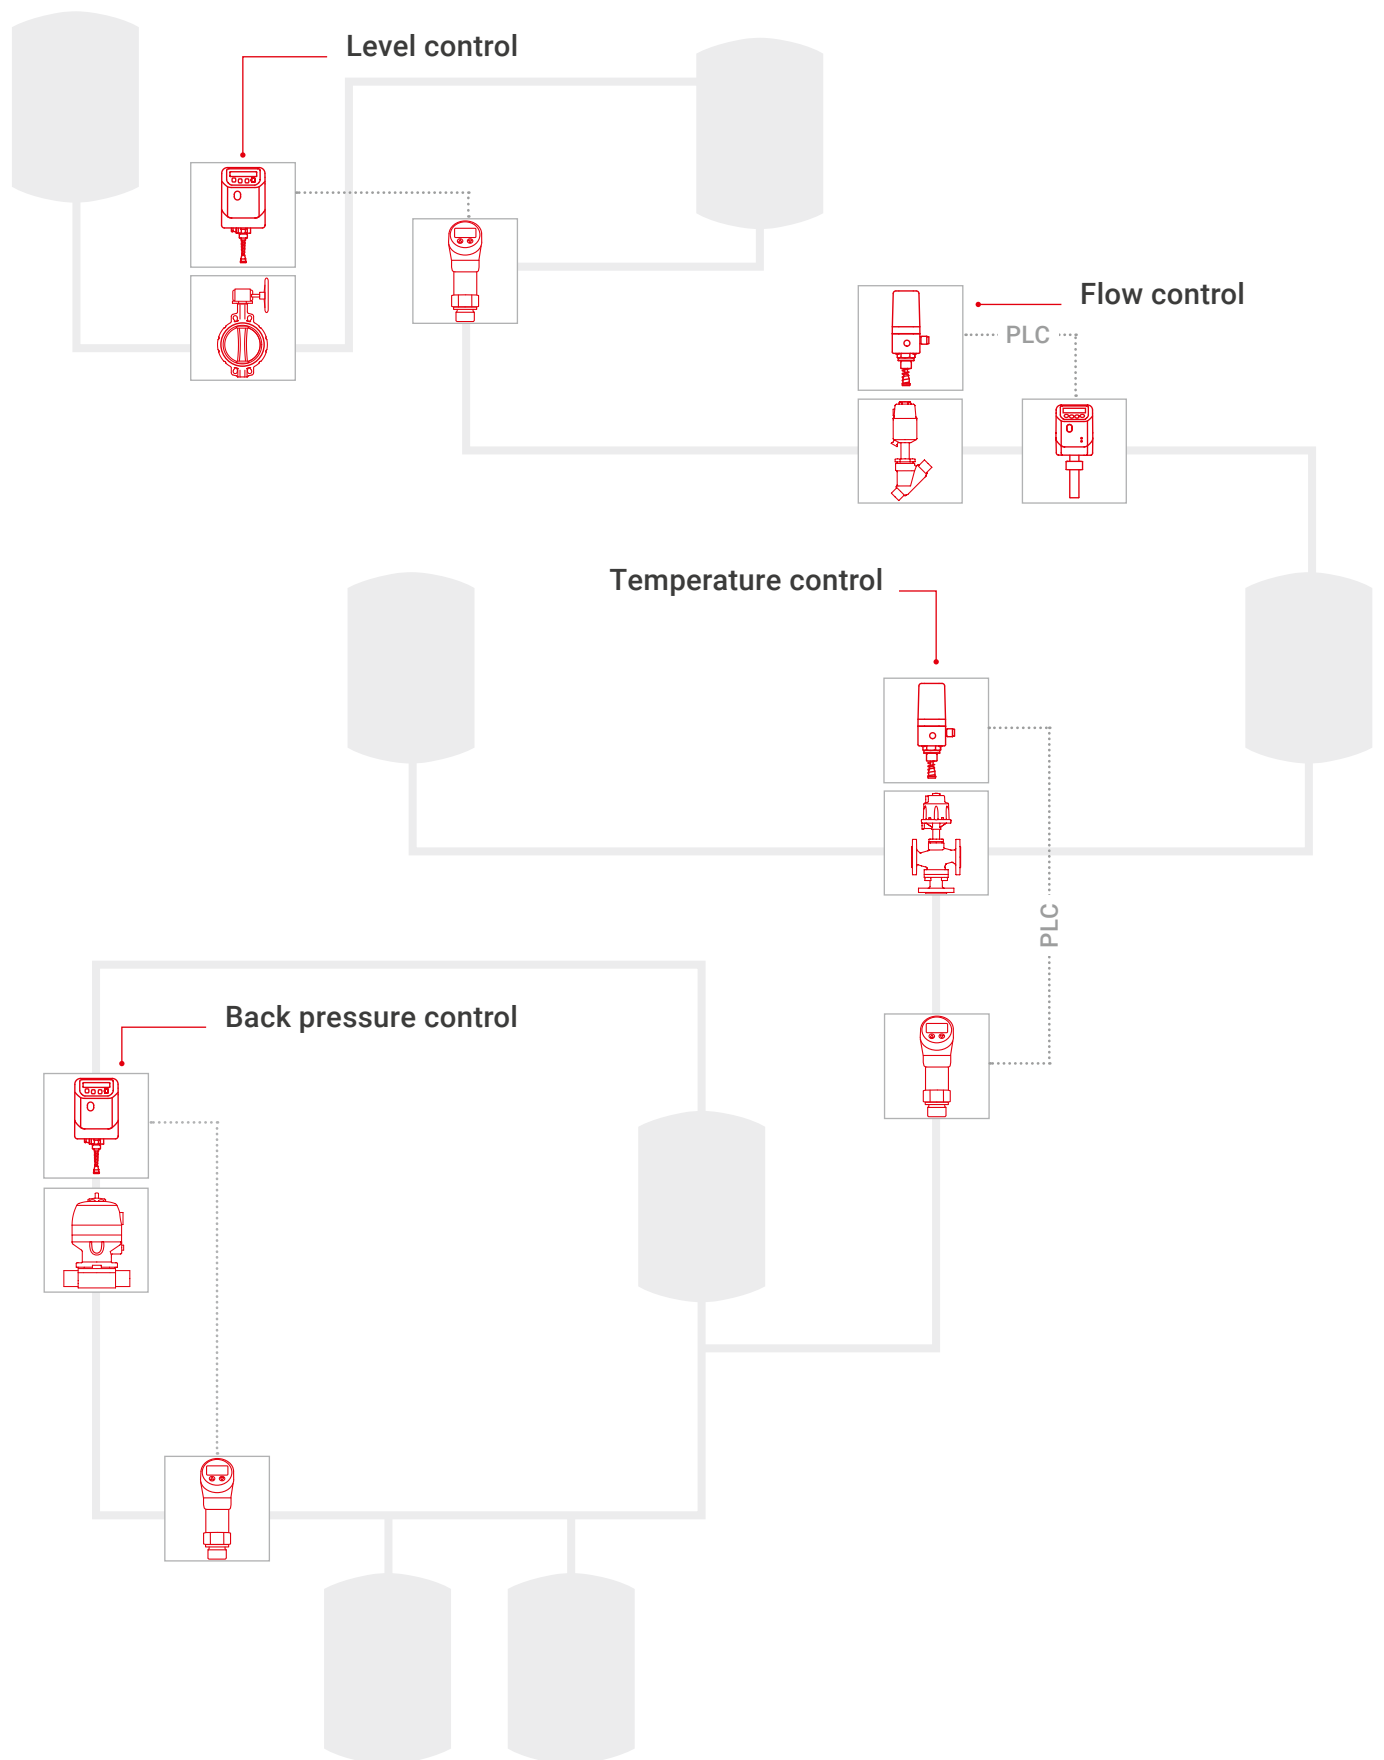 Level control
Flow control
PLC
Temperature control
PLC
Back pressure control